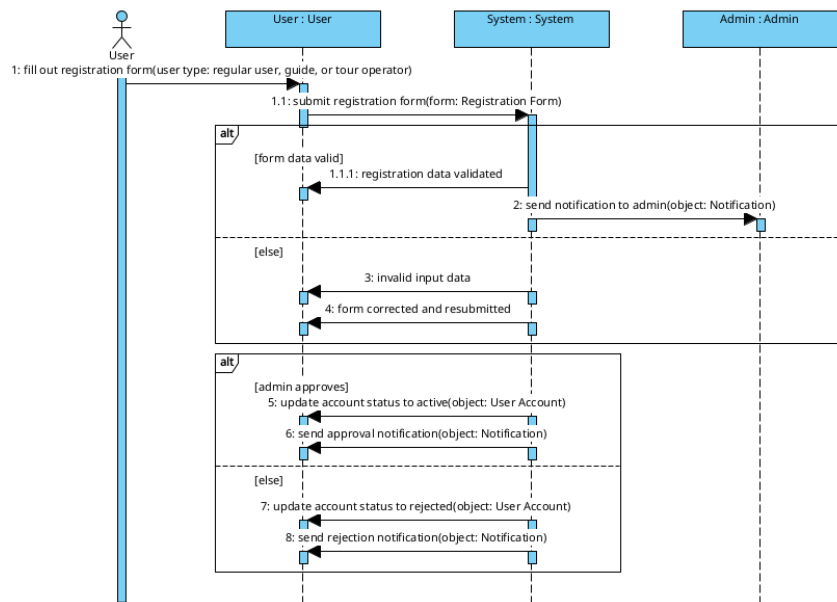 User : User
System : System
Admin : Admin
User
1: fill out registration form(user type: regular user, guide, or tour operator)
1.1: submit registration form(form: Registration Form)
alt
[form data valid]
1.1.1: registration data validated
2: send notification to admin(object: Notification)
[else]
3: invalid input data
4: form corrected and resubmitted
alt
[admin approves]
5: update account status to active(object: User Account)
6: send approval notification(object: Notification)
[else]
7: update account status to rejected(object: User Account)
8: send rejection notification(object: Notification)